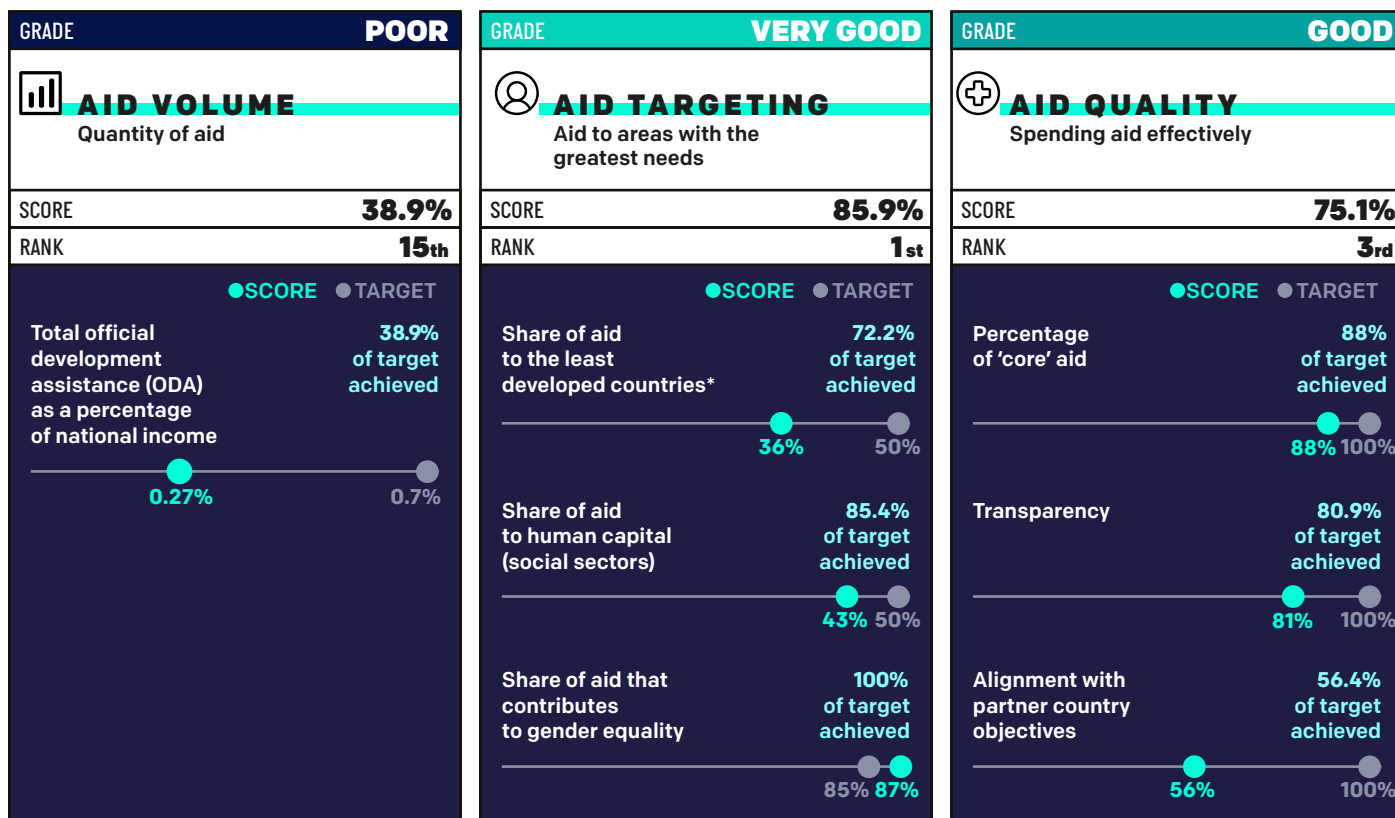 GRADE POOR
AID VOLUME
Quantity of aid
SCORE 38.9%
RANK 15th
SCORE TARGET
Total official 38.9%
development of target
assistance (ODA) achieved
as a percentage
of national income
0.27% 0.7%
GRADE VERY GOOD
AID TARGETING
Aid to areas with the
greatest needs
SCORE 85.9%
RANK 1st
SCORE TARGET
Share of aid 72.2%
to the least of target
developed countries* achieved
36% 50%
Share of aid 85.4%
to human capital of target
(social sectors) achieved
43% 50%
Share of aid that 100%
contributes of target
to gender equality achieved
85% 87%
GRADE GOOD
AID QUALITY
Spending aid effectively
SCORE 75.1%
RANK 3rd
SCORE TARGET
Percentage 88%
of ‘core’ aid of target
achieved
88% 100%
Transparency 80.9%
of target
achieved
81% 100%
Alignment with 56.4%
partner country of target
objectives achieved
56% 100%